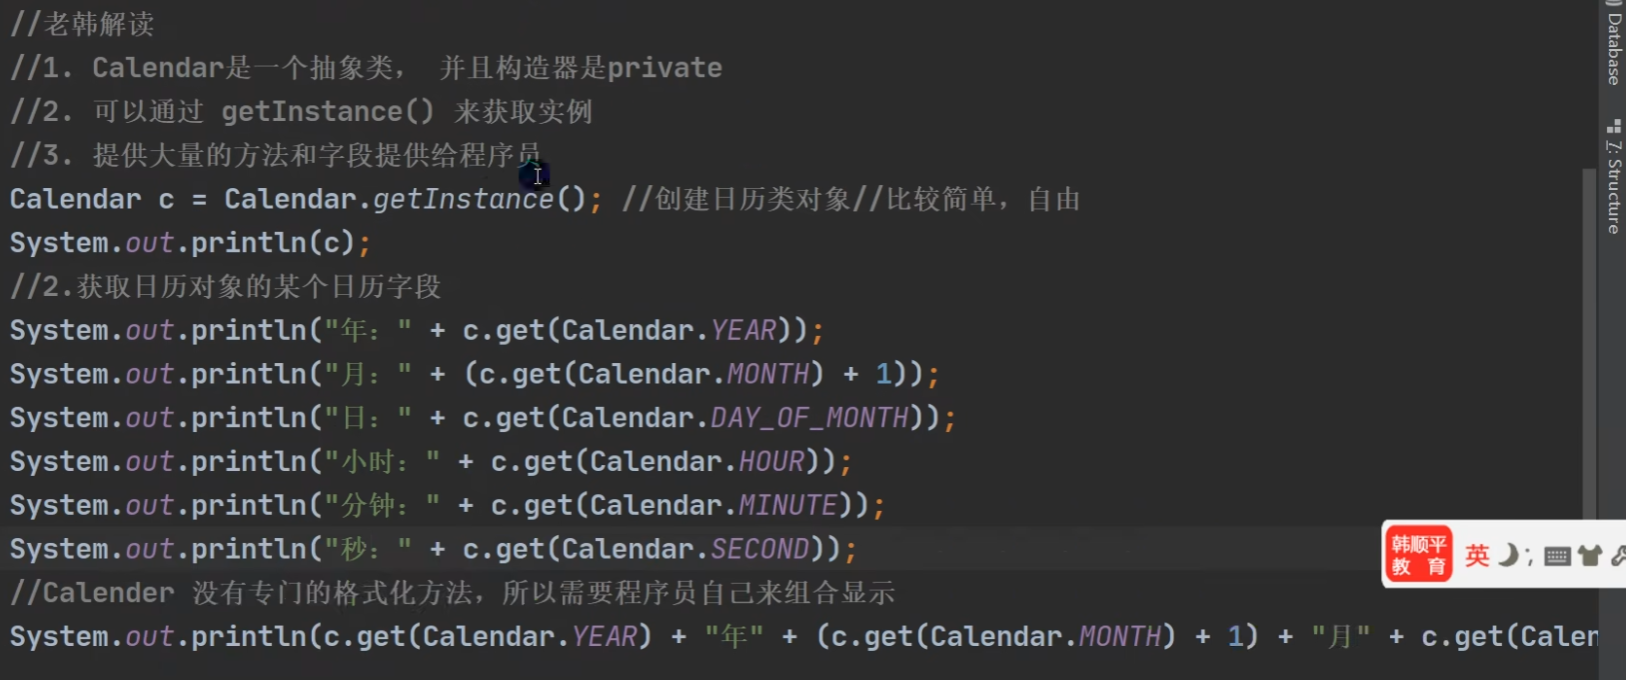 //老韩解读
//1. Calendar是一个抽象类， 并且构造器是private
//2. 可以通过 getInstance() 来获取实例
//3. 提供大量的方法和字段提供给程序员
Calendar c = Calendar.getInstance(); //创建日历类对象//比较简单，自由
System.out.println(c);
//2.获取日历对象的某个日历字段
System.out.println("年：" + c.get(Calendar.YEAR));
System.out.println("月：" + (c.get(Calendar.MONTH) + 1));
System.out.println("日：" + c.get(Calendar.DAY_OF_MONTH));
System.out.println("小时：" + c.get(Calendar.HOUR));
System.out.println("分钟：" + c.get(Calendar.MINUTE));
System.out.println("秒：" + c.get(Calendar.SECOND));
//Calender 没有专门的格式化方法，所以需要程序员自己来组合显示
System.out.println(c.get(Calendar.YEAR) + "年" + (c.get(Calendar.MONTH) + 1) + "月" + c.get(Calen
Database
7: Structure
韩顺平
教 育
英 ;